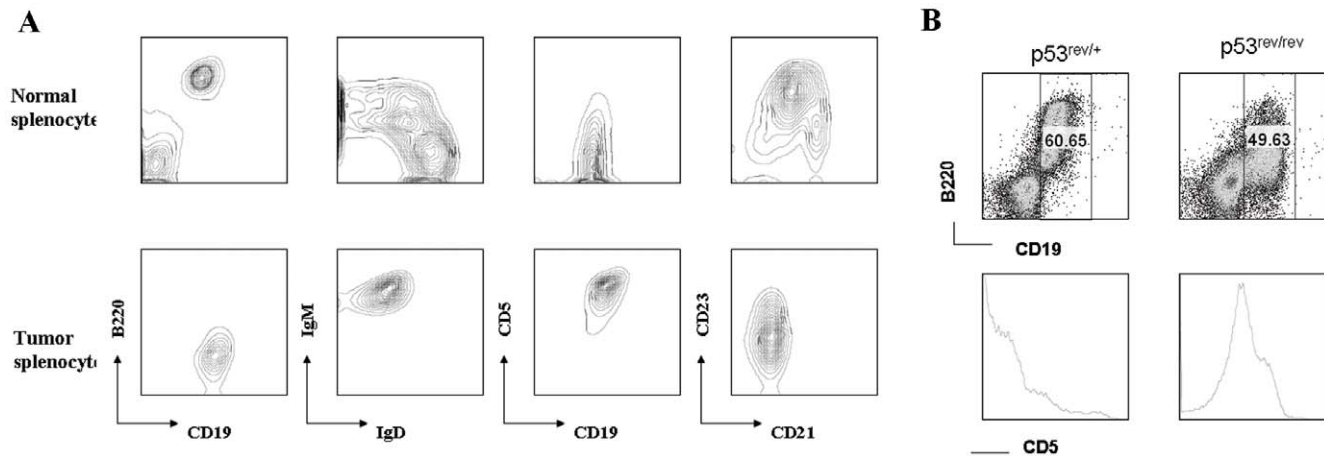 A
B
p53rev/+
p53rev/rev
Normal
splenocyte
60.65
49.63
B220
CD19
B220
IgM
CD5
CD23
Tumor
splenocyte
CD19
IgD
CD19
CD21
CD5